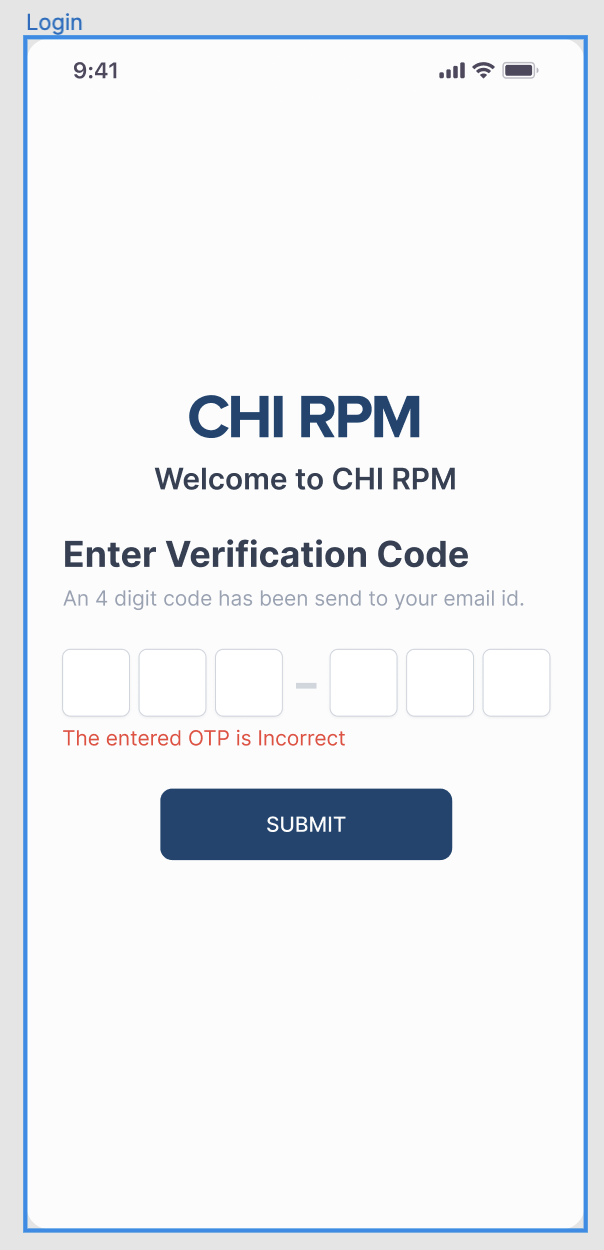 Login
9:41
CHI RPM
Welcome to CHI RPM
Enter Verification Code
An 4 digit code has been send to your email id.
The entered OTP is Incorrect
SUBMIT